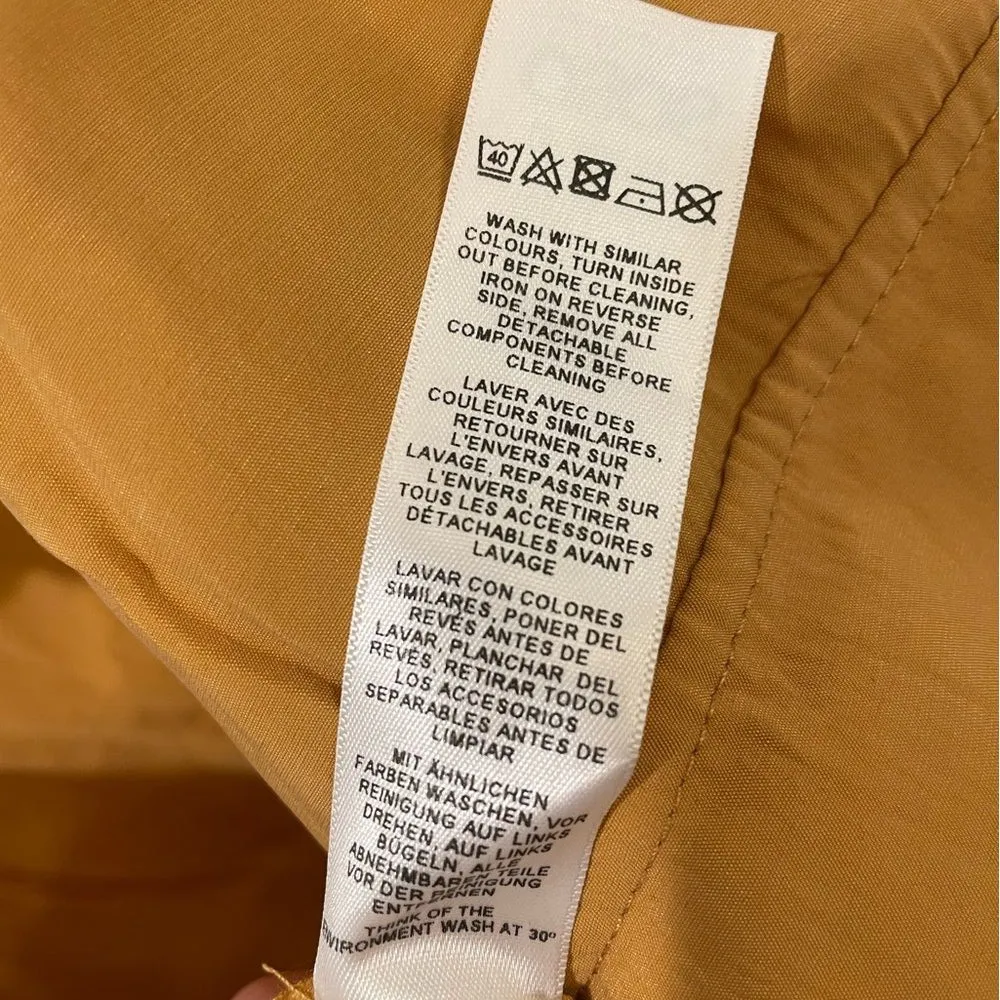 40
WASH WITH SIMILAR
COLOURS, TURN INSIDE
OUT BEFORE CLEANING,
IRON ON REVERSE
SIDE, REMOVE ALL
DETACHABLE
COMPONENTS BEFORE
CLEANING
LAVER AVEC DES
COULEURS SIMILAIRES,
RETOURNER SUR
L'ENVERS AVANT
LAVAGE, REPASSER SUR
L'ENVERS, RETIRER
TOUS LES ACCESSOIRES
DÉTACHABLES AVANT
LAVAGE
LAVAR CON COLORES
SIMILARES, PONER DEL
REVÉS ANTES DE
LAVAR, PLANCHAR DEL
REVÉS, RETIRAR TODOS
LOS ACCESORIOS
SEPARABLES ANTES DE
LIMPIAR
MIT ÄHNLICHEN
FARBEN WASCHEN, VOR
REINIGUNG AUF LINKS
DREHEN, AUF LINKS
BÜGELN, ALLE
ABNEHMBAREN TEILE
VOR DER REINIGUNG
ENTFERNEN
THINK OF THE
ENVIRONMENT WASH AT 30º